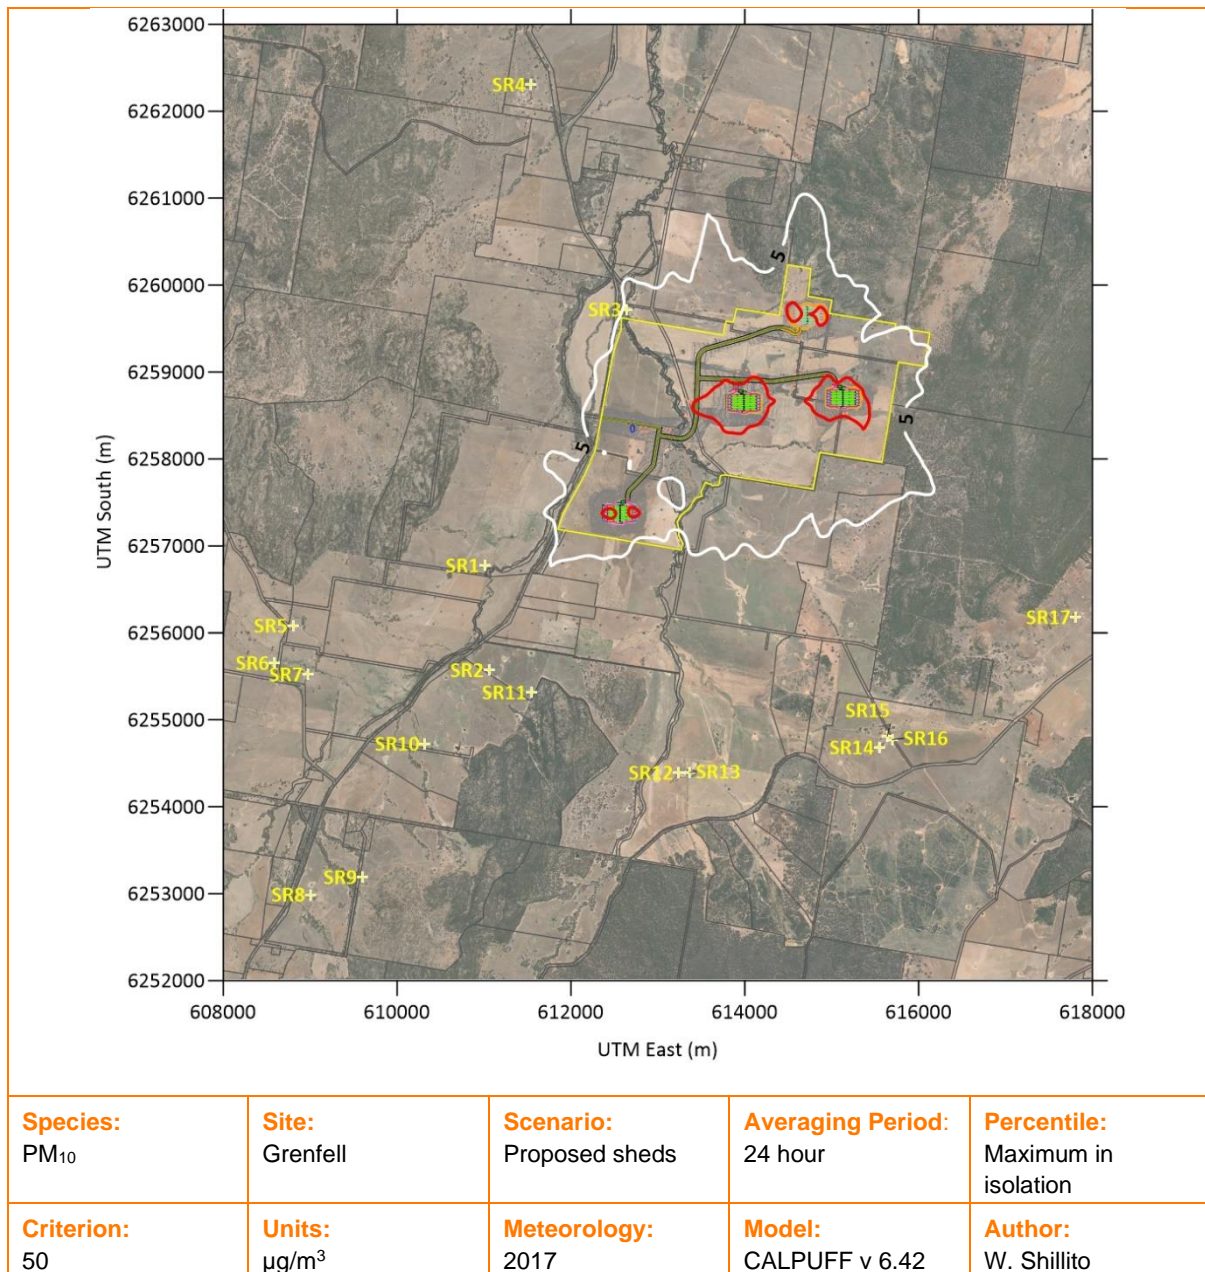 6263000
6262000
6261000
6260000
6259000
6258000
6257000
6256000
6255000
6254000
6253000
6252000
UTM South (m)
608000 610000 612000 614000 616000 618000
UTM East (m)
SR4
5
SR3
5
0
5
SR1
SR17
SR5
SR6
SR7
SR2
SR11
SR15
SR10
SR16
SR14
SR12 SR13
SR9
SR8
Species:
PM10
Site:
Grenfell
Scenario:
Proposed sheds
Averaging Period:
24 hour
Percentile:
Maximum in
isolation
Criterion:
50
Units:
µg/m³
Meteorology:
2017
Model:
CALPUFF v 6.42
Author:
W. Shillito